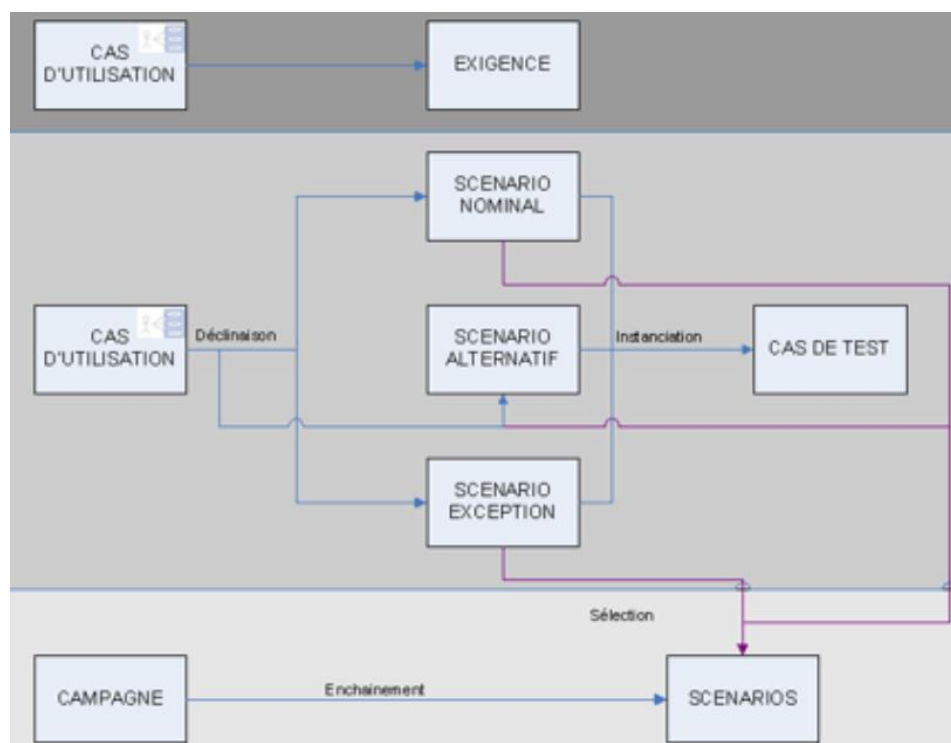 CAS
D'UTILISATION
EXIGENCE
SCENARIO
NOMINAL
CAS
D'UTILISATION
Déclinaison
SCENARIO
ALTERNATIF
Instanciation
CAS DE TEST
SCENARIO
EXCEPTION
Sélection
CAMPAGNE
Enchainement
SCENARIOS